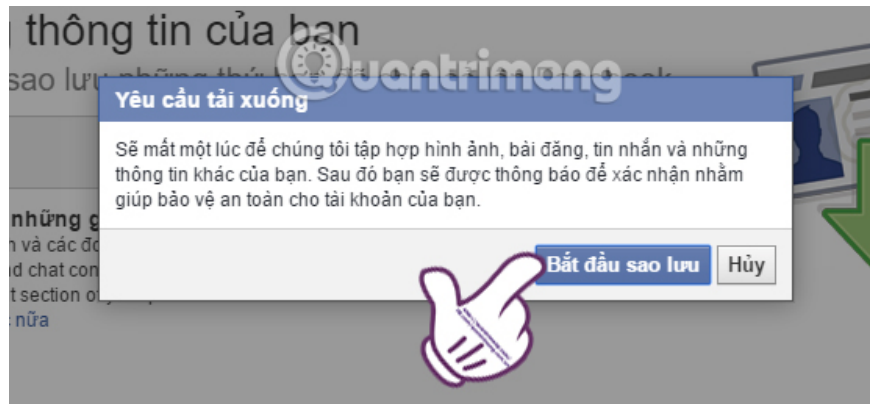 thông tin của bạn
sao lưu những thứ
Quantrimang
Yêu cầu tải xuống
Sẽ mất một lúc để chúng tôi tập hợp hình ảnh, bài đăng, tin nhắn và những
thông tin khác của bạn. Sau đó bạn sẽ được thông báo để xác nhận nhằm
giúp bảo vệ an toàn cho tài khoản của bạn.
những
và các
chat
t section
nữa
Bắt đầu sao lưu
Hủy